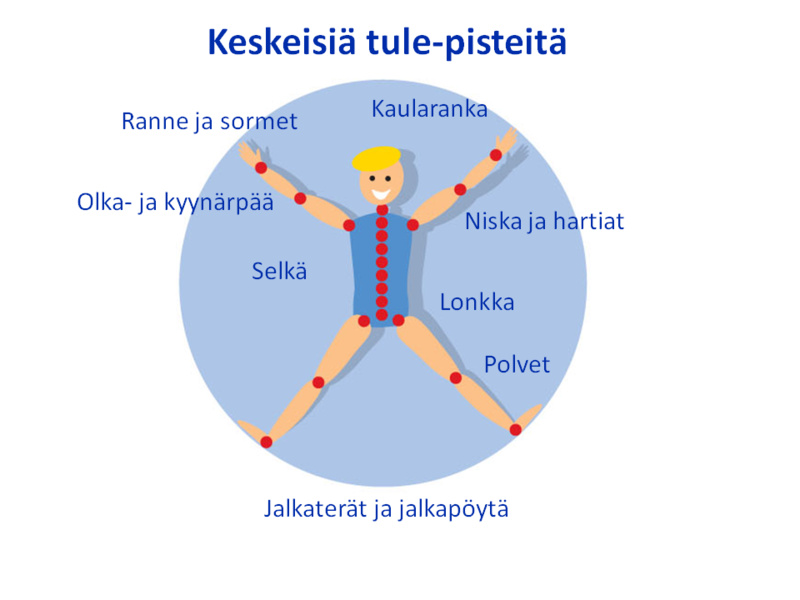 Keskeisiä tule-pisteitä
Kaularanka
Ranne ja sormet
Olka- ja kyynärpää
Niska ja hartiat
Selkä
Lonkka
Polvet
Jalkaterät ja jalkapöytä